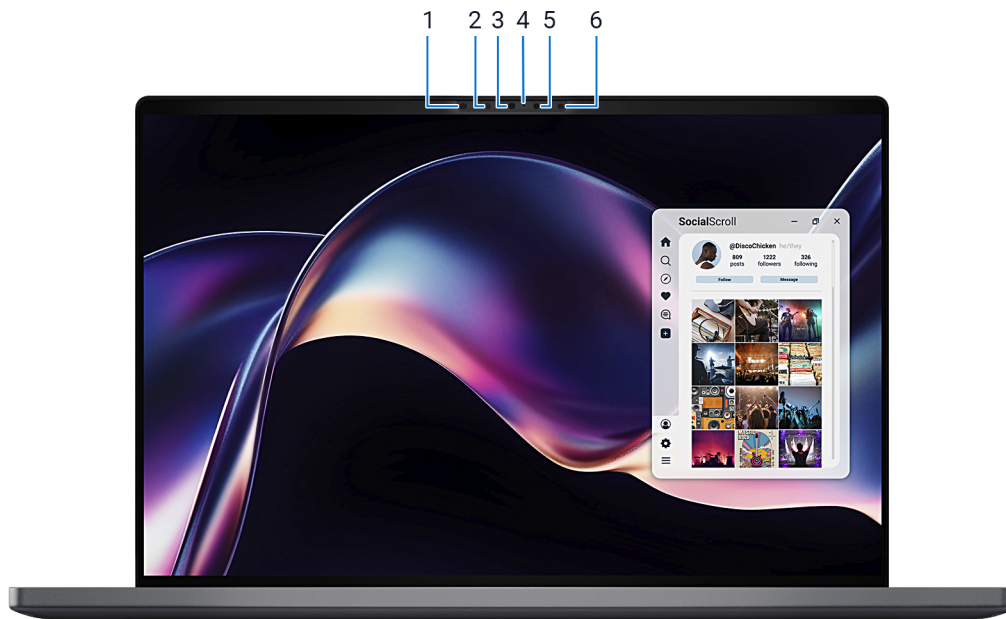 1 2 3 4 5 6
SocialScroll
@DiscoChicken he/they
809 1222 326
posts followers following
Follow Message